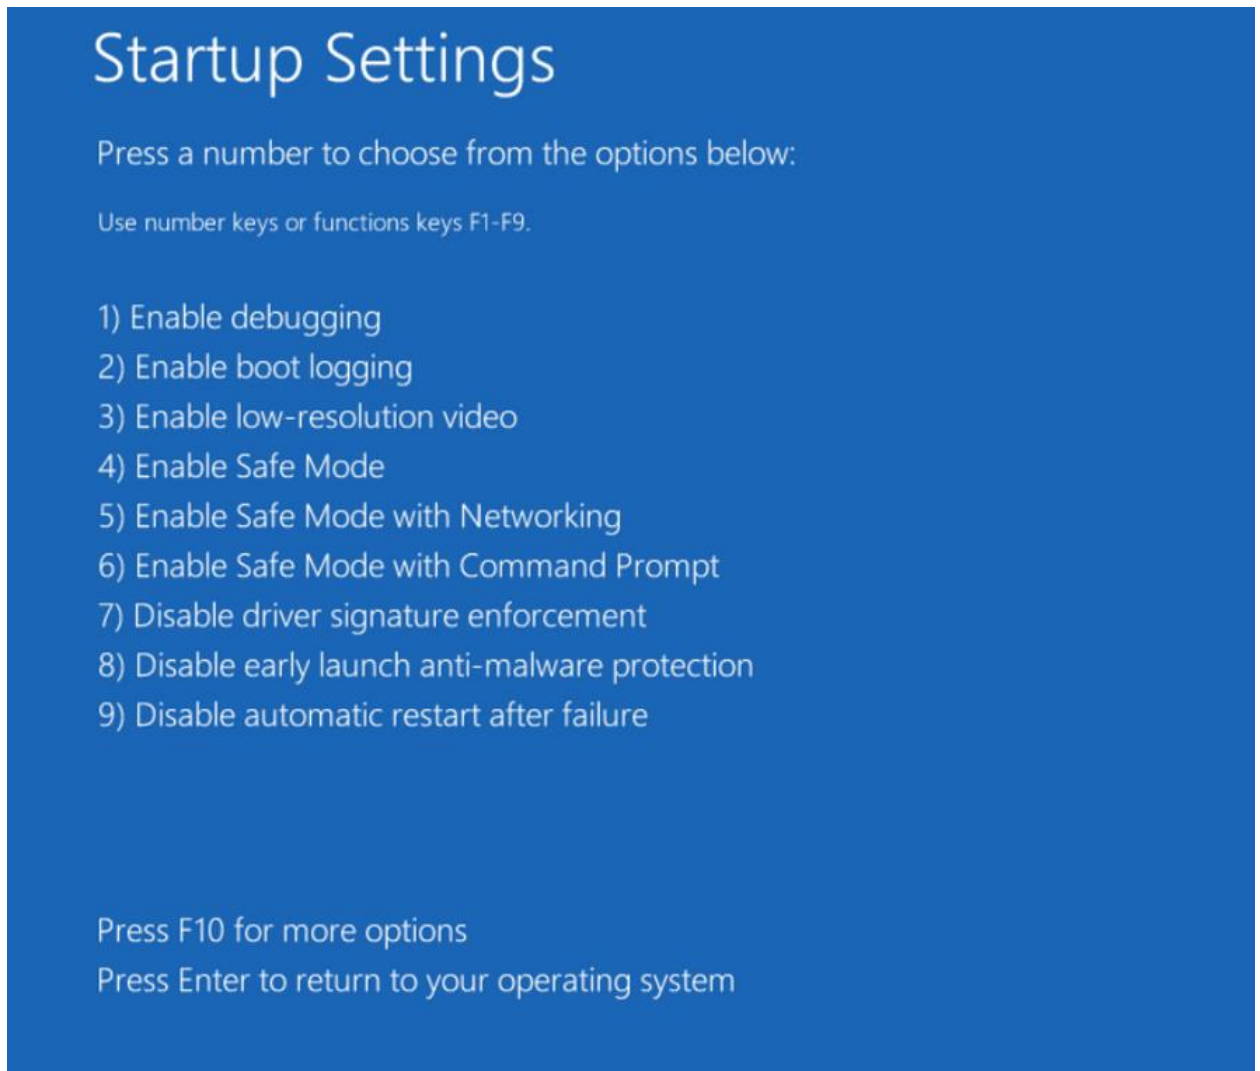 Startup Settings
Press a number to choose from the options below:
Use number keys or functions keys F1-F9.
1) Enable debugging
2) Enable boot logging
3) Enable low-resolution video
4) Enable Safe Mode
5) Enable Safe Mode with Networking
6) Enable Safe Mode with Command Prompt
7) Disable driver signature enforcement
8) Disable early launch anti-malware protection
9) Disable automatic restart after failure
Press F10 for more options
Press Enter to return to your operating system